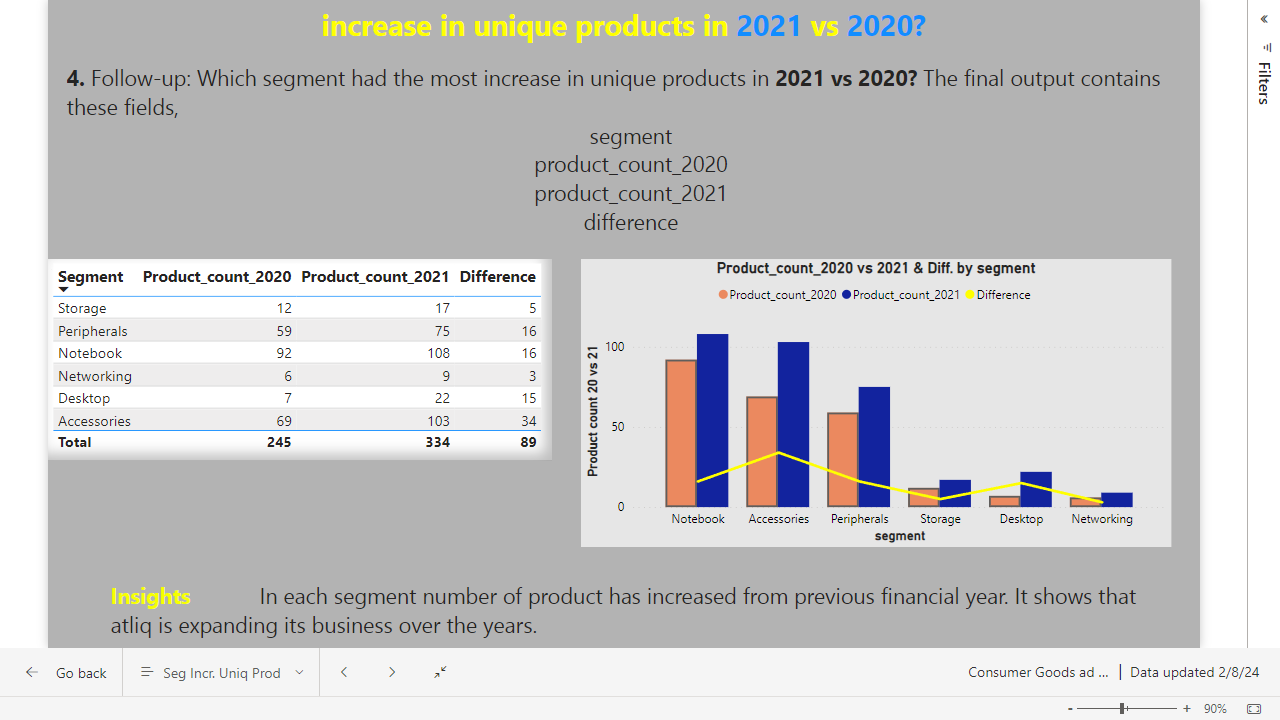 increase in unique products in 2021 vs 2020?
4. Follow-up: Which segment had the most increase in unique products in 2021 vs 2020? The final output contains
these fields,
segment
product_count_2020
product_count_2021
difference
Segment Product_count_2020 Product_count_2021 Difference
Storage 12 17 5
Peripherals 59 75 16
Notebook 92 108 16
Networking 6 9 3
Desktop 7 22 15
Accessories 69 103 34
Total 245 334 89
Product_count_2020 vs 2021 & Diff. by segment
Product_count_2020 Product_count_2021 Difference
Product count 20 vs 21
100
50
0
Notebook Accessories Peripherals Storage Desktop Networking
segment
Insights In each segment number of product has increased from previous financial year. It shows that
atliq is expanding its business over the years.
Filters
Go back Seg Incr. Uniq Prod Consumer Goods ad ... | Data updated 2/8/24
- + 90%